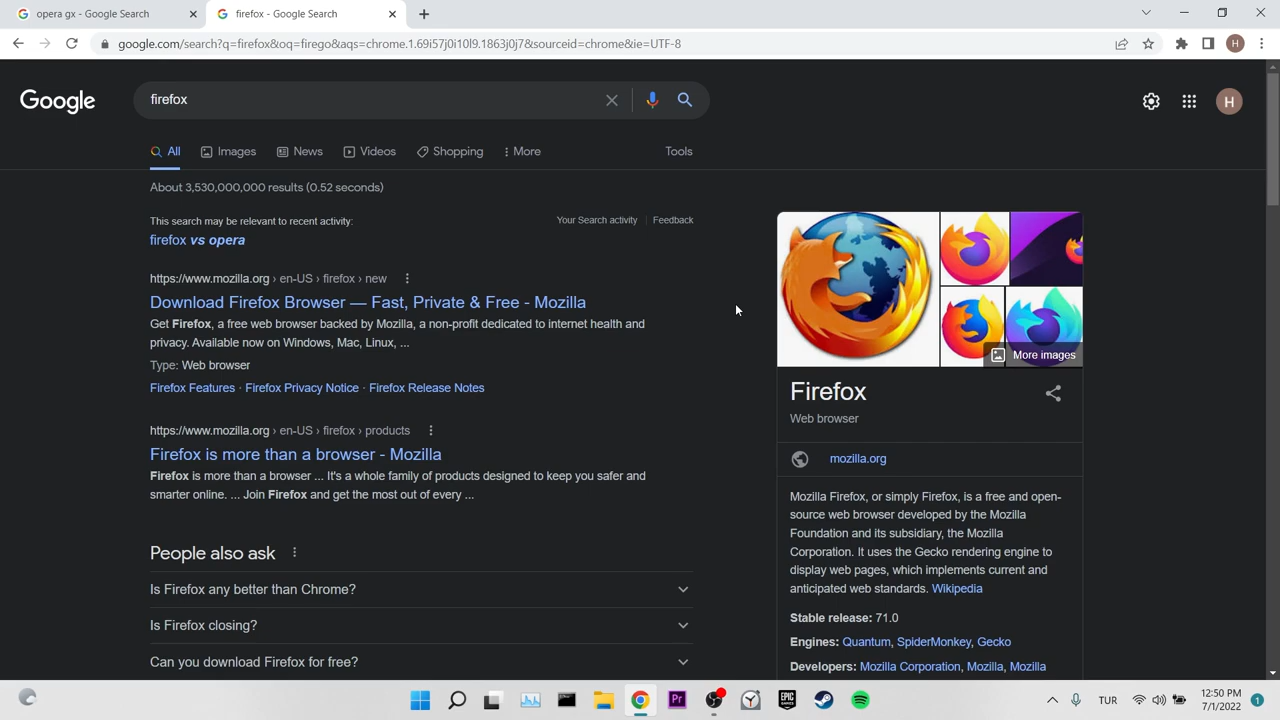 opera gx - Google Search
firefox - Google Search
google.com/search?q=firefox&oq=firego&aqs=chrome.1.69i57j0i10l9.1863j0j7&sourceid=chrome&ie=UTF-8
H
Google
firefox
H
All
Images
News
Videos
Shopping
More
Tools
About 3,530,000,000 results (0.52 seconds)
This search may be relevant to recent activity:
Your Search activity
Feedback
firefox vs opera
https://www.mozilla.org › en-US › firefox › new
Download Firefox Browser — Fast, Private & Free - Mozilla
Get Firefox, a free web browser backed by Mozilla, a non-profit dedicated to internet health and
privacy. Available now on Windows, Mac, Linux, ...
Type: Web browser
Firefox Features · Firefox Privacy Notice · Firefox Release Notes
https://www.mozilla.org › en-US › firefox › products
Firefox is more than a browser - Mozilla
Firefox is more than a browser ... It's a whole family of products designed to keep you safer and
smarter online. ... Join Firefox and get the most out of every ...
People also ask
Is Firefox any better than Chrome?
Is Firefox closing?
Can you download Firefox for free?
More images
Firefox
Web browser
mozilla.org
Mozilla Firefox, or simply Firefox, is a free and open-
source web browser developed by the Mozilla
Foundation and its subsidiary, the Mozilla
Corporation. It uses the Gecko rendering engine to
display web pages, which implements current and
anticipated web standards. Wikipedia
Stable release: 71.0
Engines: Quantum, SpiderMonkey, Gecko
Developers: Mozilla Corporation, Mozilla, Mozilla
Pr
EPIC
GAMES
TUR
12:50 PM
7/1/2022
1